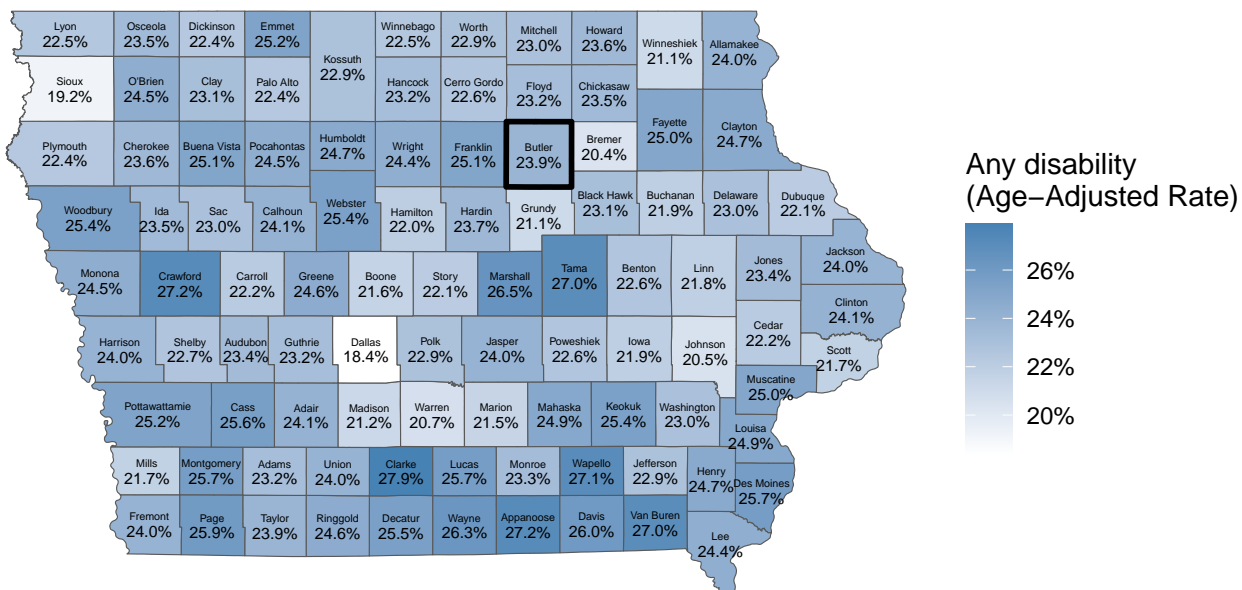 Lyon
22.5%
Osceola
23.5%
Dickinson
22.4%
Emmet
25.2%
Kossuth
22.9%
Winnebago
22.5%
Worth
22.9%
Mitchell
23.0%
Howard
23.6%
Winneshiek
21.1%
Allamakee
24.0%
Sioux
19.2%
O'Brien
24.5%
Clay
23.1%
Palo Alto
22.4%
Hancock
23.2%
Cerro Gordo
22.6%
Floyd
23.2%
Chickasaw
23.5%
Plymouth
22.4%
Cherokee
23.6%
Buena Vista
25.1%
Pocahontas
24.5%
Humboldt
24.7%
Wright
24.4%
Franklin
25.1%
Butler
23.9%
Bremer
20.4%
Fayette
25.0%
Clayton
24.7%
Woodbury
25.4%
Ida
23.5%
Sac
23.0%
Calhoun
24.1%
Webster
25.4%
Hamilton
22.0%
Hardin
23.7%
Grundy
21.1%
Black Hawk
23.1%
Buchanan
21.9%
Delaware
23.0%
Dubuque
22.1%
Monona
24.5%
Crawford
27.2%
Carroll
22.2%
Greene
24.6%
Boone
21.6%
Story
22.1%
Marshall
26.5%
Tama
27.0%
Benton
22.6%
Linn
21.8%
Jones
23.4%
Jackson
24.0%
Clinton
24.1%
Harrison
24.0%
Shelby
22.7%
Audubon
23.4%
Guthrie
23.2%
Dallas
18.4%
Polk
22.9%
Jasper
24.0%
Poweshiek
22.6%
Iowa
21.9%
Johnson
20.5%
Cedar
22.2%
Scott
21.7%
Muscatine
25.0%
Pottawattamie
25.2%
Cass
25.6%
Adair
24.1%
Madison
21.2%
Warren
20.7%
Marion
21.5%
Mahaska
24.9%
Keokuk
25.4%
Washington
23.0%
Louisa
24.9%
Mills
21.7%
Montgomery
25.7%
Adams
23.2%
Union
24.0%
Clarke
27.9%
Lucas
25.7%
Monroe
23.3%
Wapello
27.1%
Jefferson
22.9%
Henry
24.7%
Des Moines
25.7%
Fremont
24.0%
Page
25.9%
Taylor
23.9%
Ringgold
24.6%
Decatur
25.5%
Wayne
26.3%
Appanoose
27.2%
Davis
26.0%
Van Buren
27.0%
Lee
24.4%
Any disability
(Age−Adjusted Rate)
26%
24%
22%
20%